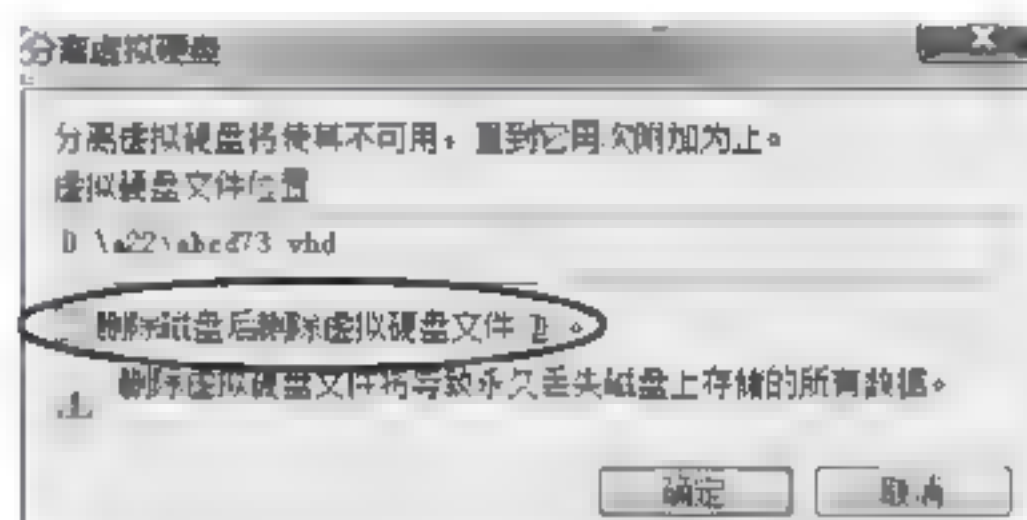 分离虚拟硬盘
分离虚拟硬盘将使其不可用，直到它再次附加为止。
虚拟硬盘文件位置
D \a22\abcd73 vhd
删除磁盘后删除虚拟硬盘文件 D 。
删除虚拟硬盘文件将导致永久丢失磁盘上存储的所有数据。
确定
取消